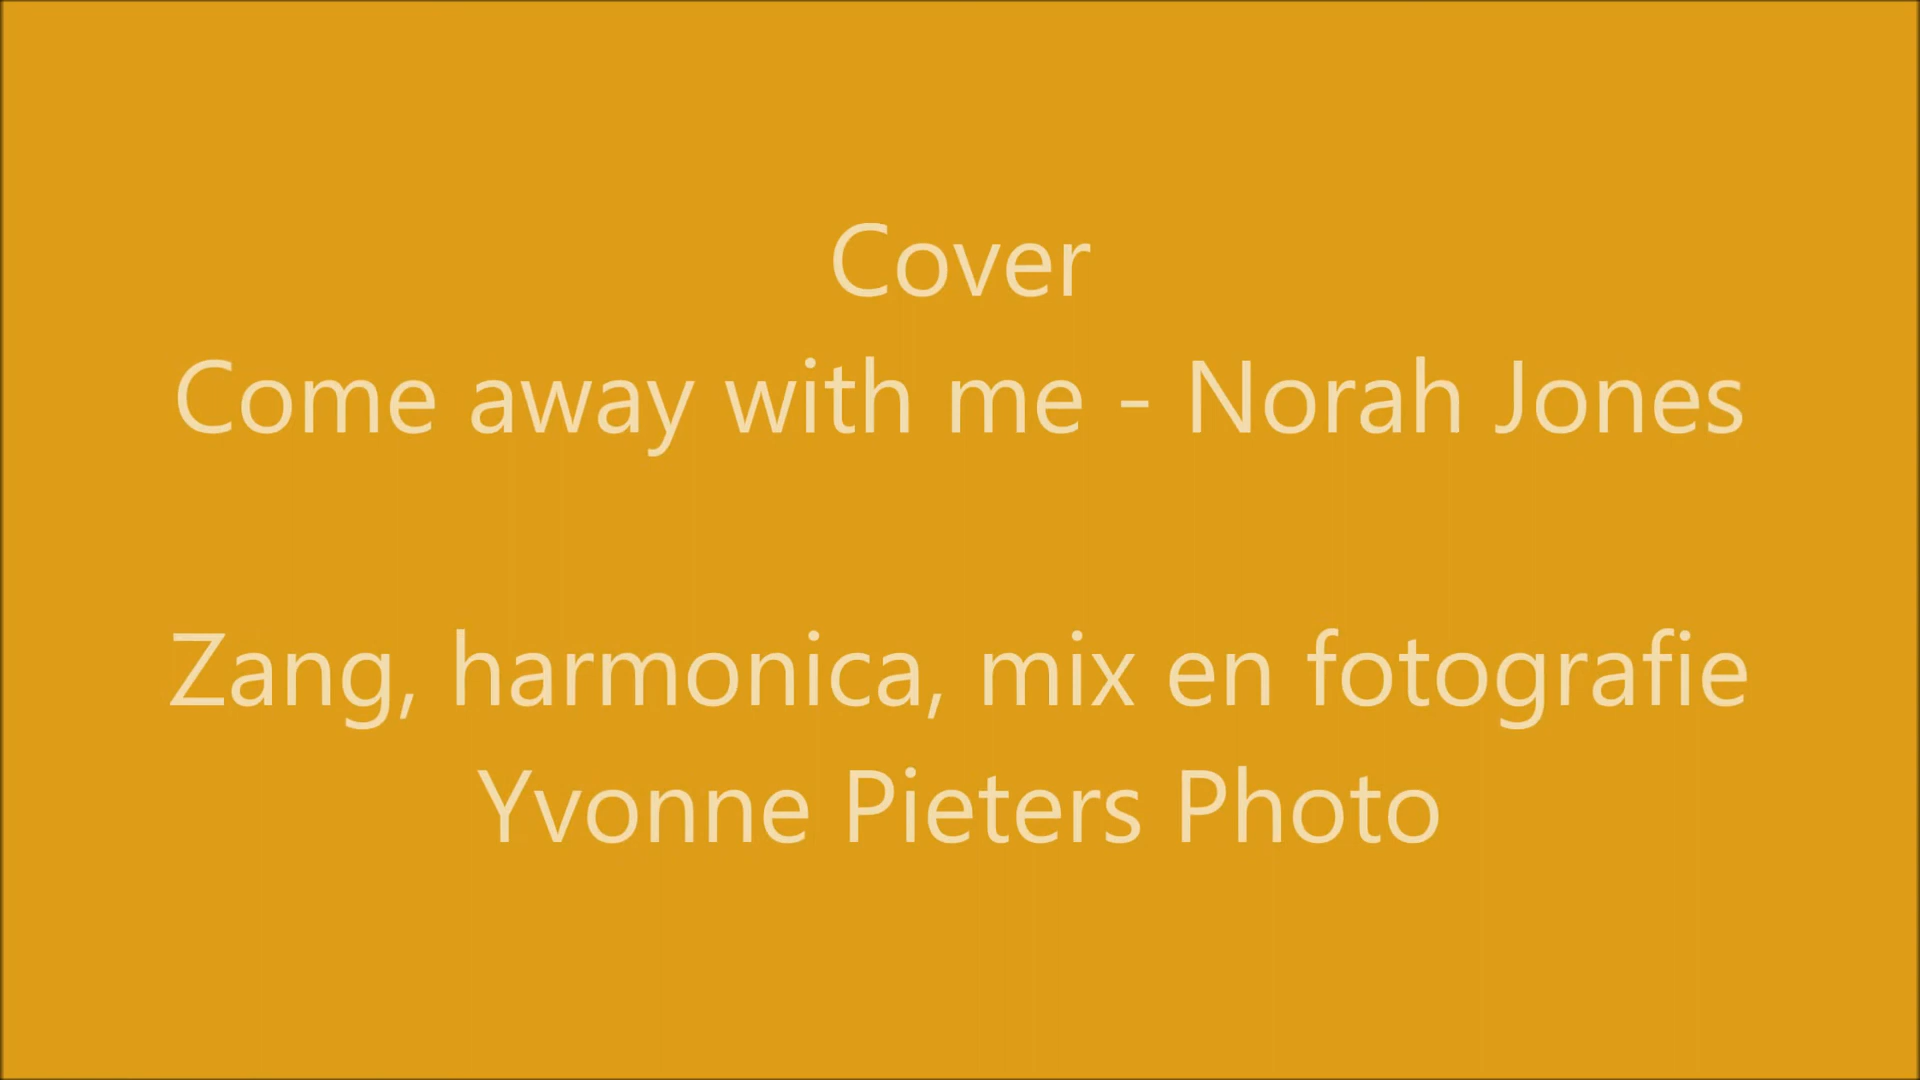 Cover
Come away with me - Norah Jones
Zang, harmonica, mix en fotografie
Yvonne Pieters Photo